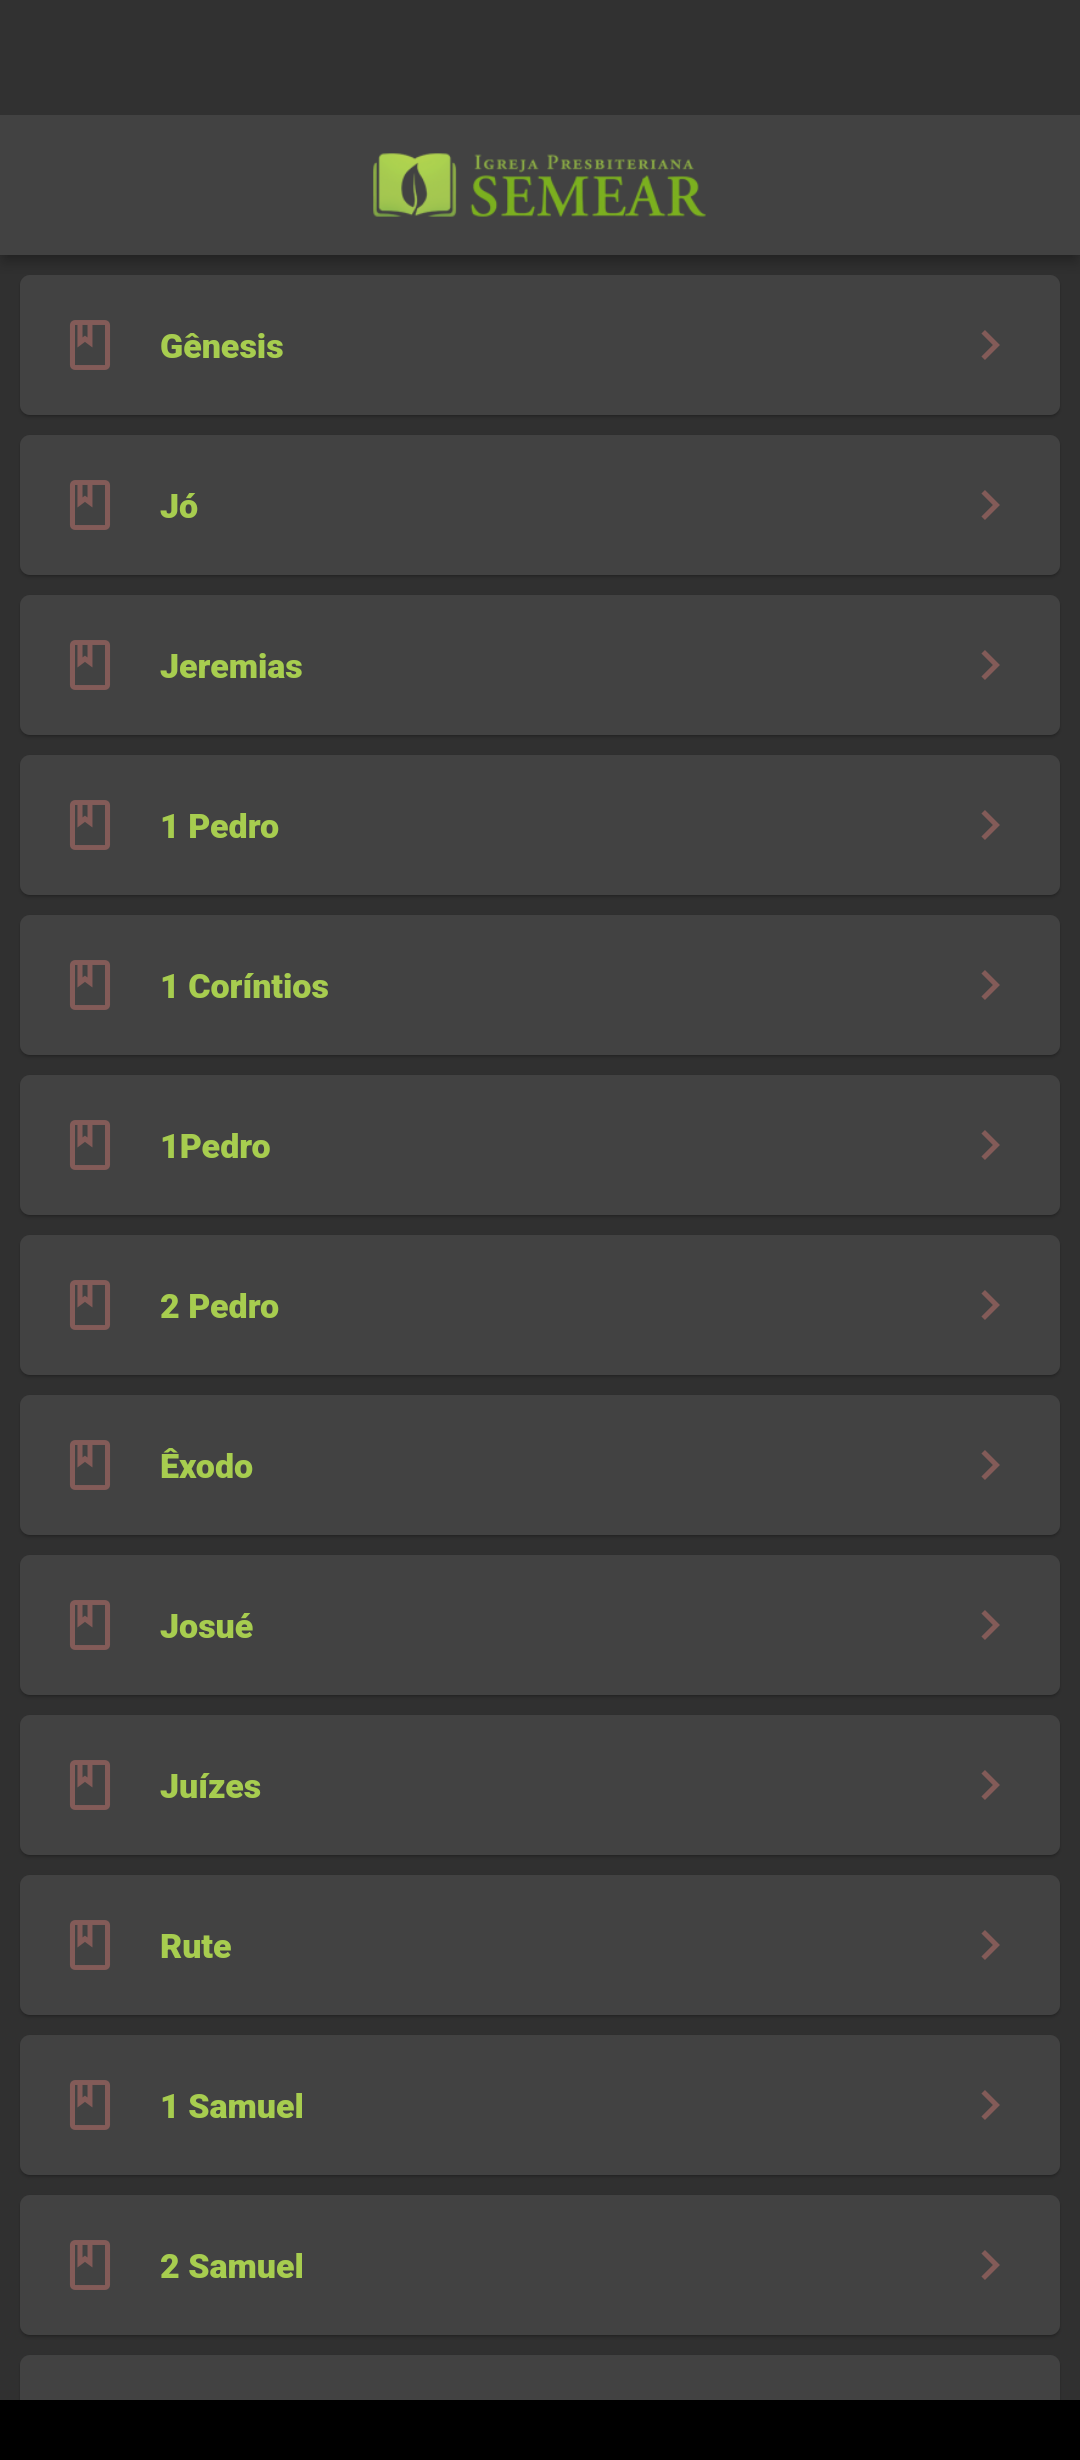 Igreja Presbiteriana
SEMEAR
Gênesis
Jó
Jeremias
1 Pedro
1 Coríntios
1Pedro
2 Pedro
Êxodo
Josué
Juízes
Rute
1 Samuel
2 Samuel